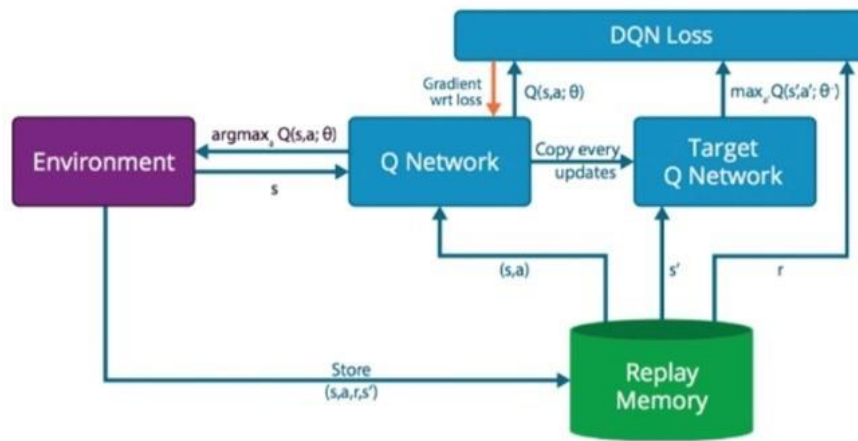 DQN Loss
Gradient
wrt loss
Q(s,a; θ)
maxₐ′ Q(s′,a′; θ⁻)
Environment
argmaxₐ Q(s,a; θ)
s
Q Network
Copy every
updates
Target
Q Network
(s,a)
s′
r
Store
(s,a,r,s′)
Replay
Memory